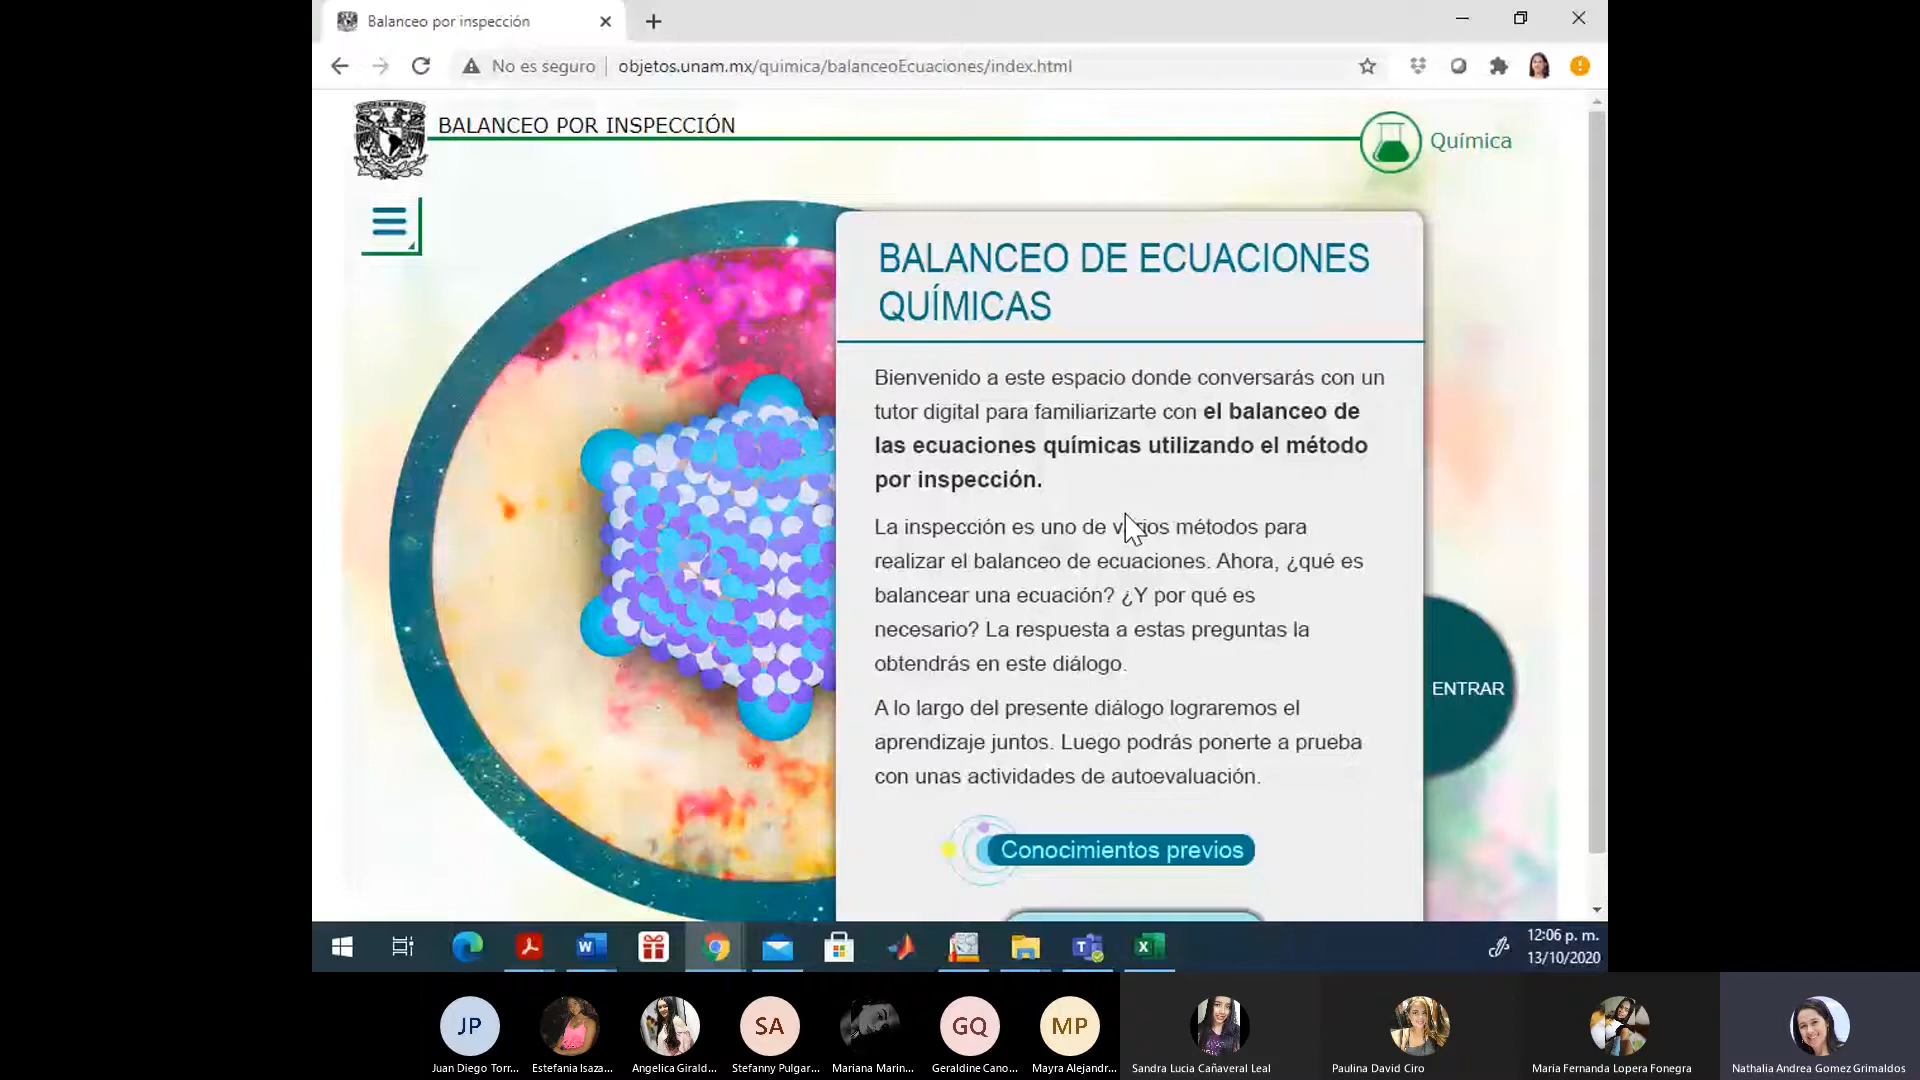 Balanceo por inspección
No es seguro
objetos.unam.mx/quimica/balanceoEcuaciones/index.html
BALANCEO POR INSPECCIÓN
Química
BALANCEO DE ECUACIONES
QUÍMICAS
Bienvenido a este espacio donde conversarás con un
tutor digital para familiarizarte con el balanceo de
las ecuaciones químicas utilizando el método
por inspección.
La inspección es uno de varios métodos para
realizar el balanceo de ecuaciones. Ahora, ¿qué es
balancear una ecuación? ¿Y por qué es
necesario? La respuesta a estas preguntas la
obtendrás en este diálogo.
A lo largo del presente diálogo lograremos el
aprendizaje juntos. Luego podrás ponerte a prueba
con unas actividades de autoevaluación.
ENTRAR
Conocimientos previos
12:06 p. m.
13/10/2020
JP
SA
GQ
MP
Juan Diego Torr...
Estefania Isaza...
Angelica Girald...
Stefanny Pulgar...
Mariana Marin...
Geraldine Cano...
Mayra Alejandr...
Sandra Lucia Cañaveral Leal
Paulina David Ciro
Maria Fernanda Lopera Fonegra
Nathalia Andrea Gomez Grimaldos